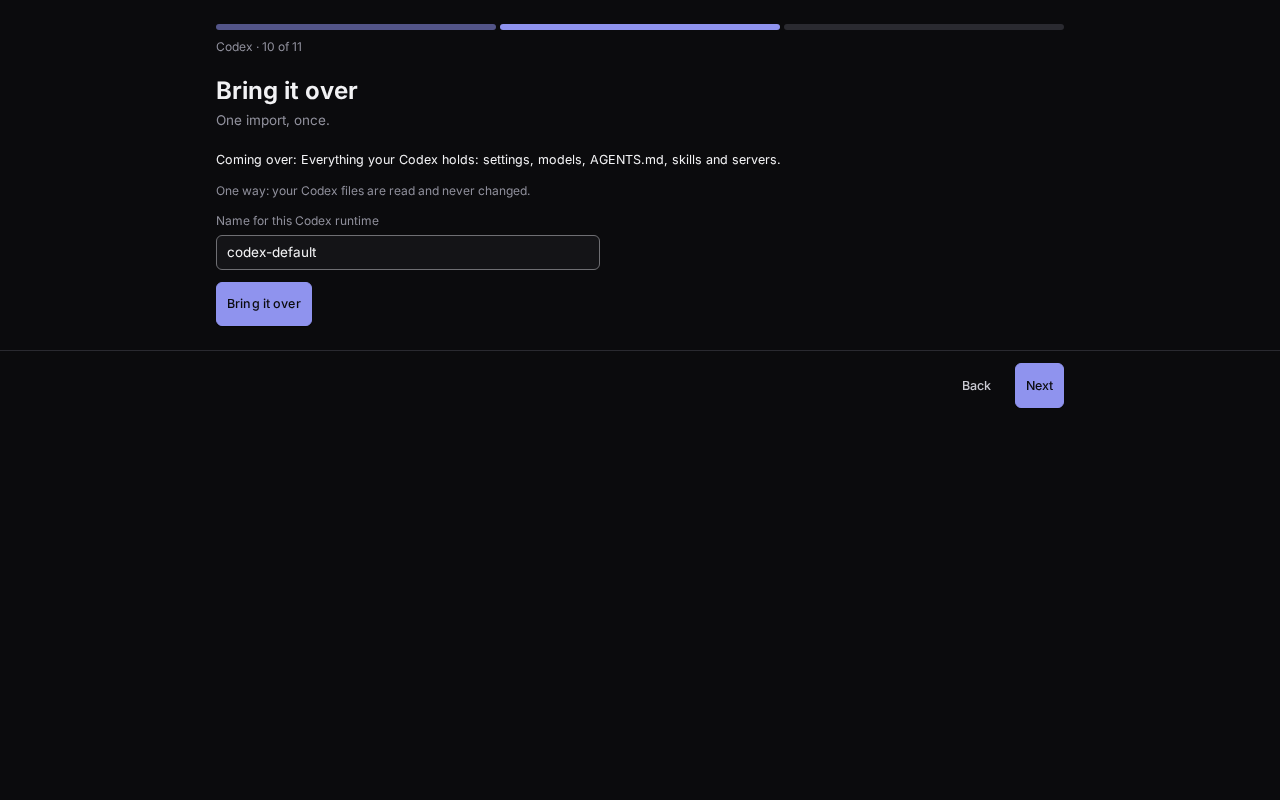 Codex · 10 of 11
Bring it over
One import, once.
Coming over: Everything your Codex holds: settings, models, AGENTS.md, skills and servers.
One way: your Codex files are read and never changed.
Name for this Codex runtime
codex-default
Bring it over
Back
Next